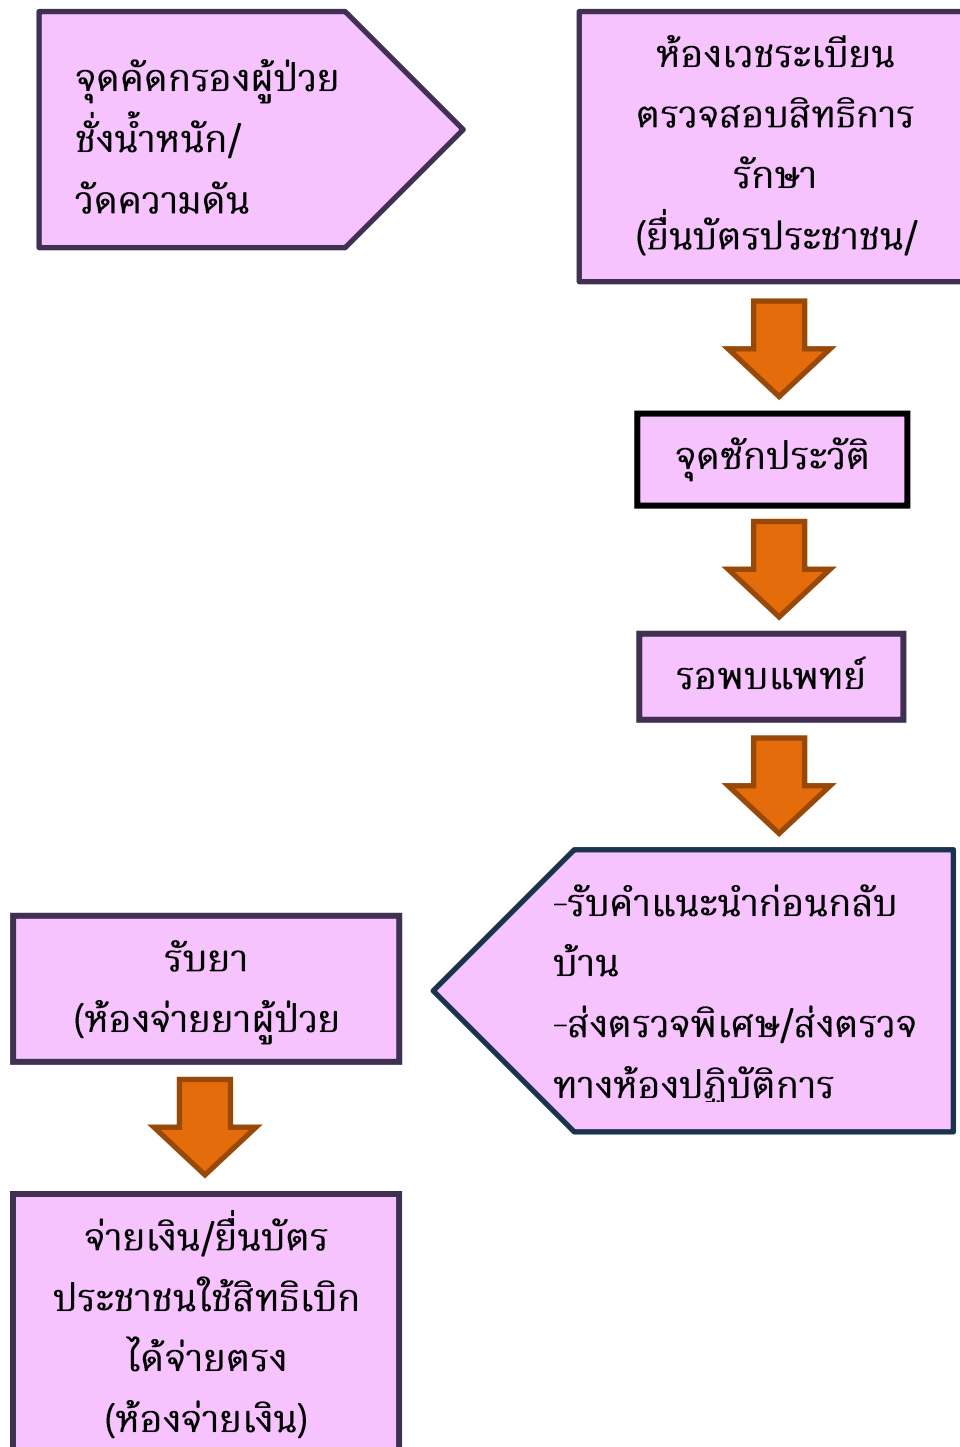 จุดคัดกรองผู้ป่วย
ชั่งน้ำหนัก/
วัดความดัน
ห้องเวชระเบียน
ตรวจสอบสิทธิการ
รักษา
(ยื่นบัตรประชาชน/
จุดซักประวัติ
รอพบแพทย์
-รับคำแนะนำก่อนกลับ
บ้าน
-ส่งตรวจพิเศษ/ส่งตรวจ
ทางห้องปฏิบัติการ
รับยา
(ห้องจ่ายยาผู้ป่วย
จ่ายเงิน/ยื่นบัตร
ประชาชนใช้สิทธิเบิก
ได้จ่ายตรง
(ห้องจ่ายเงิน)